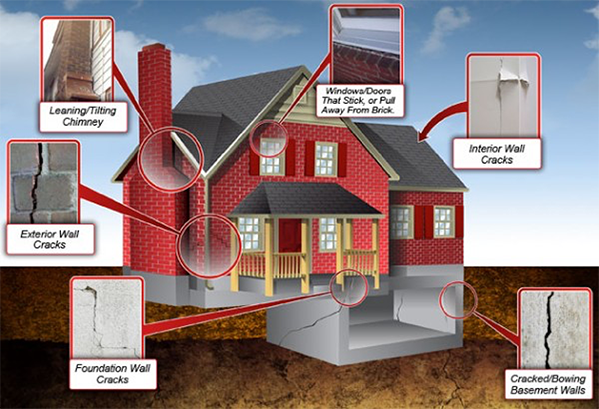 Leaning/Tilting
Chimney
Windows/Doors
That Stick, or Pull
Away From Brick.
Interior Wall
Cracks
Exterior Wall
Cracks
Foundation Wall
Cracks
Cracked/Bowing
Basement Walls